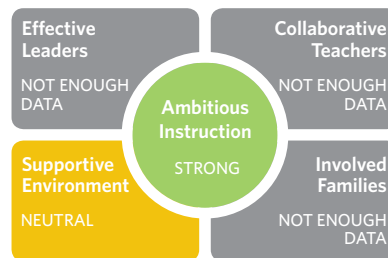 Effective
Leaders
NOT ENOUGH
DATA
Collaborative
Teachers
NOT ENOUGH
DATA
Ambitious
Instruction
STRONG
Supportive
Environment
NEUTRAL
Involved
Families
NOT ENOUGH
DATA